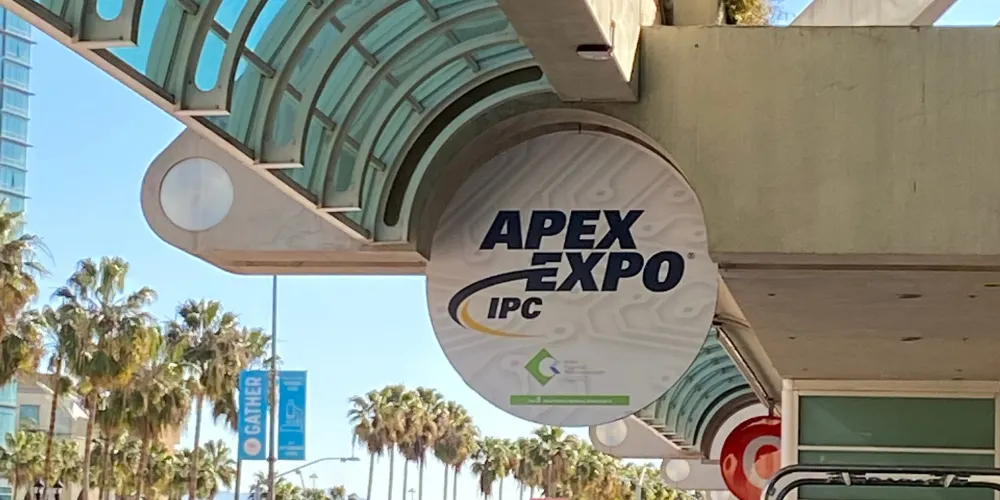 APEX
EXPO®
IPC
GATHER